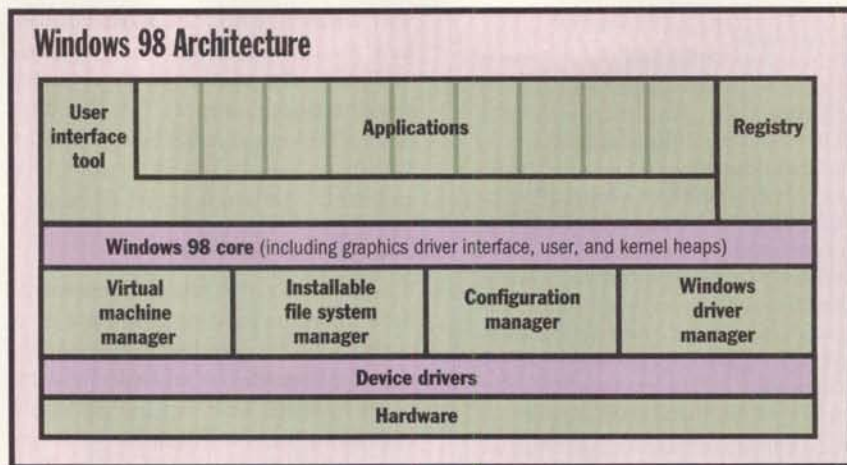 Windows 98 Architecture
User
interface
tool
Applications
Registry
Windows 98 core (including graphics driver interface, user, and kernel heaps)
Virtual
machine
manager
Installable
file system
manager
Configuration
manager
Windows
driver
manager
Device drivers
Hardware